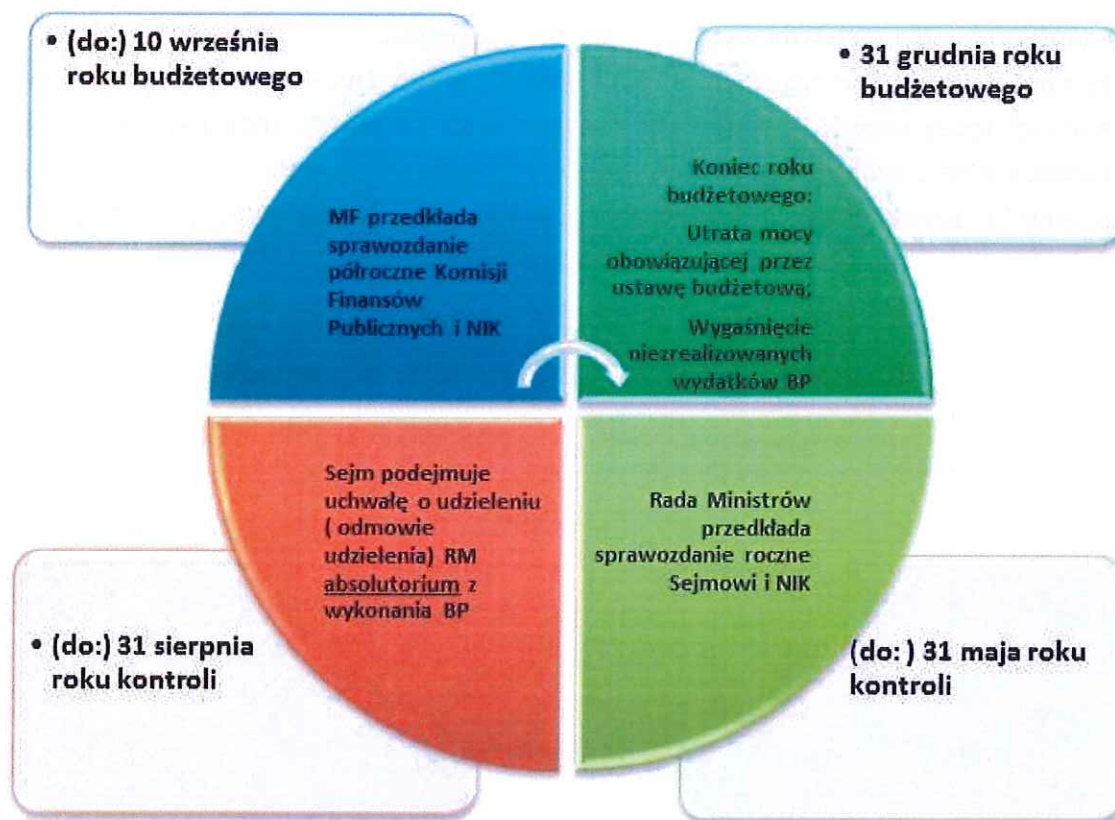 • (do:) 10 września
roku budżetowego
• 31 grudnia roku
budżetowego
MF przedkłada
sprawozdanie
półroczne Komisji
Finansów
Publicznych i NIK
Koniec roku
budżetowego:
Utrata mocy
obowiązującej przez
ustawę budżetową;
Wygaśnięcie
niezrealizowanych
wydatków BP
Sejm podejmuje
uchwałę o udzieleniu
( odmowie
udzielenia) RM
absolutorium z
wykonania BP
Rada Ministrów
przedkłada
sprawozdanie roczne
Sejmowi i NIK
• (do:) 31 sierpnia
roku kontroli
(do: ) 31 maja roku
kontroli